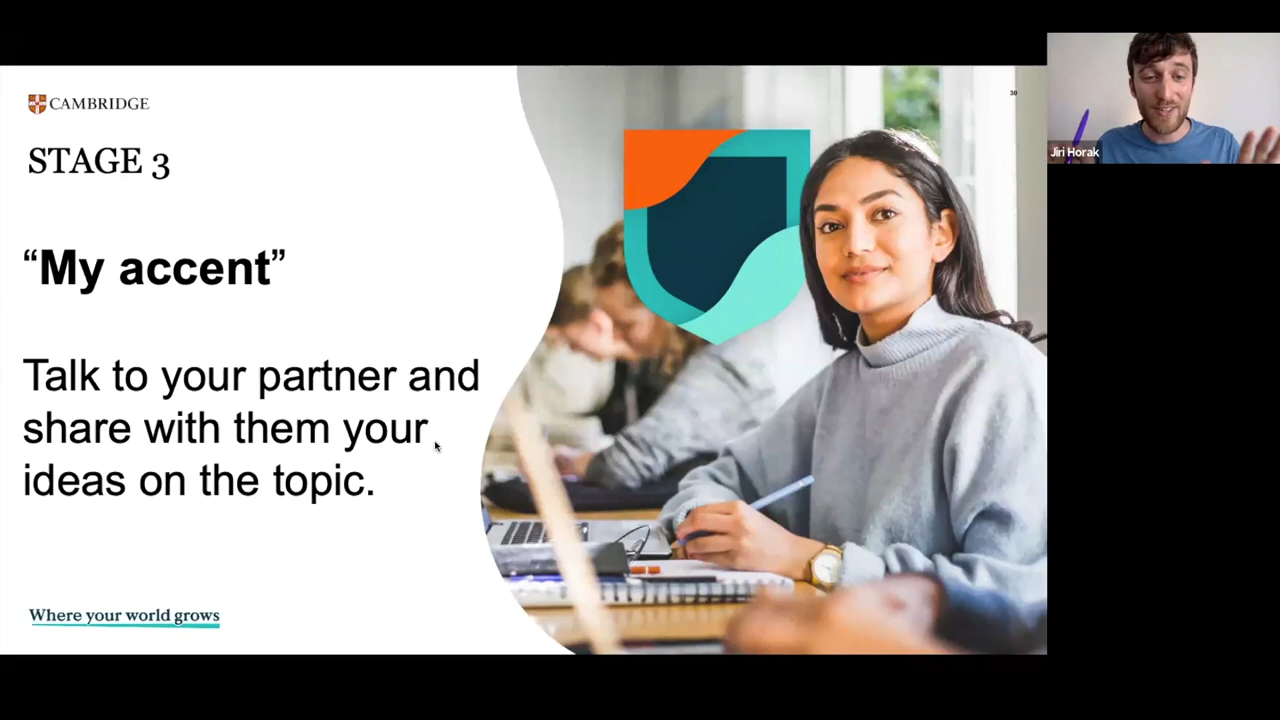 CAMBRIDGE
30
STAGE 3
“My accent”
Talk to your partner and
share with them your
ideas on the topic.
Where your world grows
Jiri Horak